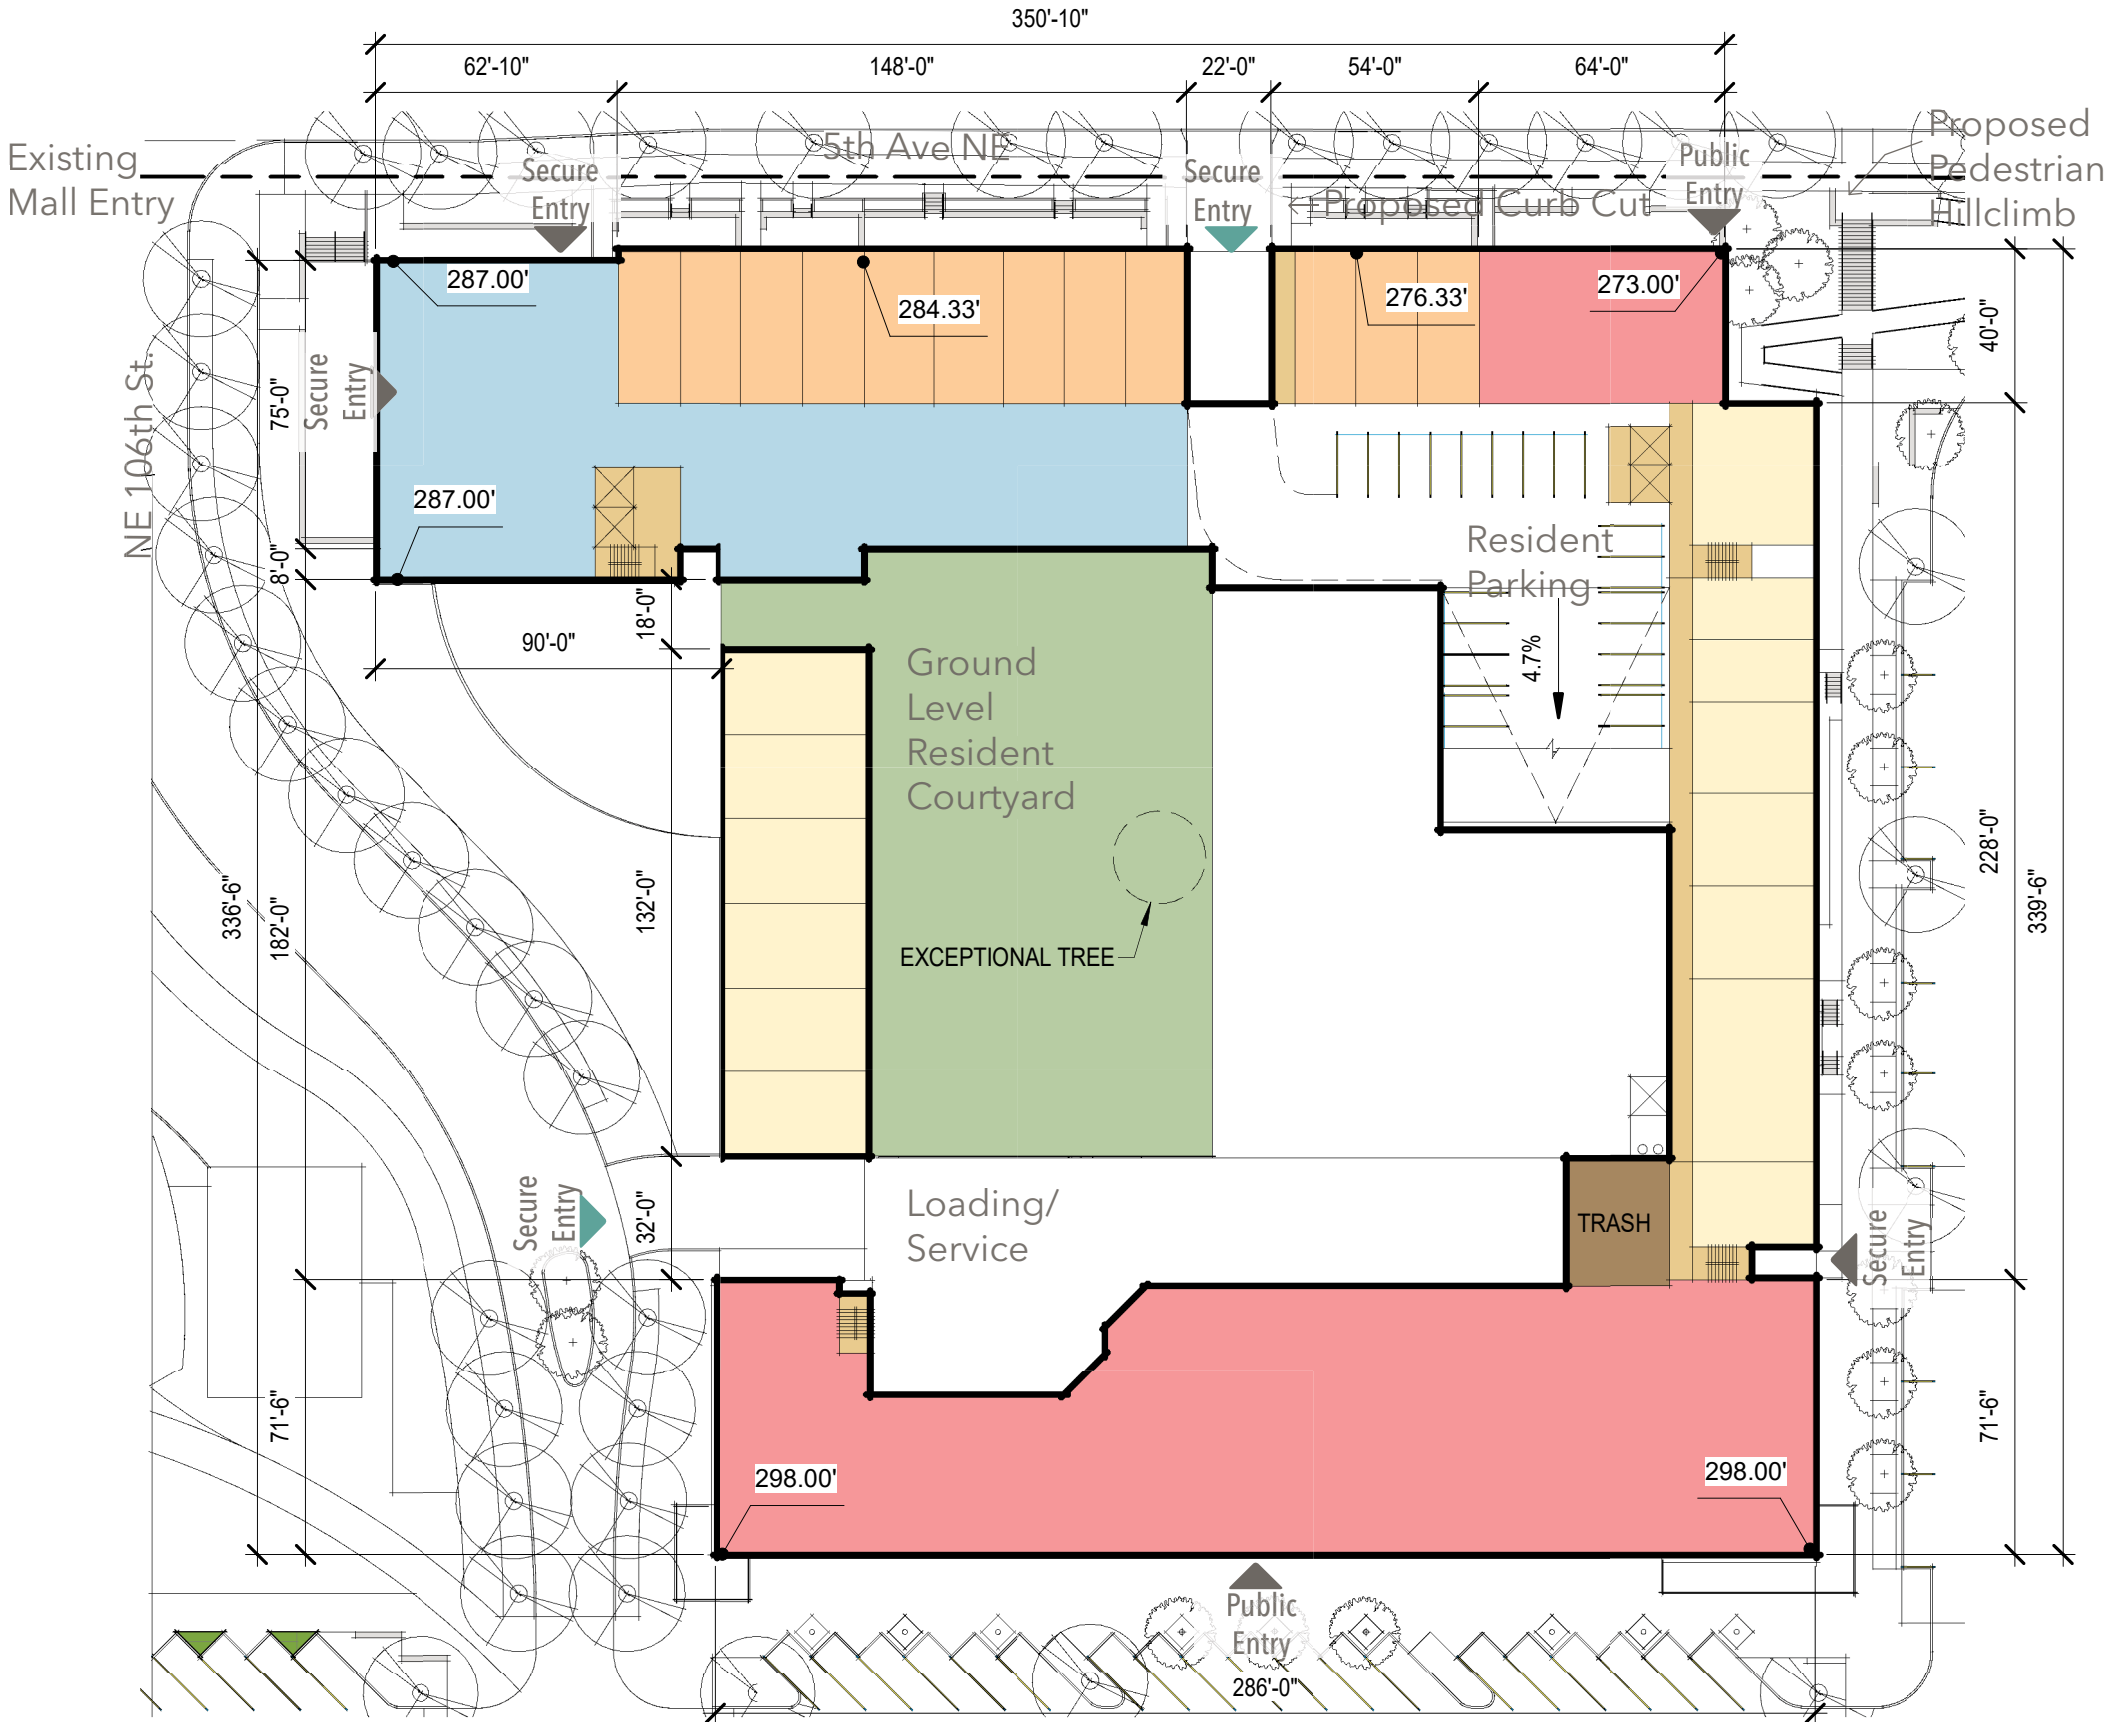 350'-10"
62'-10"
148'-0"
22'-0"
54'-0"
64'-0"
Existing
Mall Entry
5th Ave NE
Secure
Entry
Secure
Entry
←Proposed Curb Cut
Public
Entry
Proposed
Pedestrian
Hillclimb
287.00'
284.33'
276.33'
273.00'
40'-0"
NE 106th St.
75'-0"
Secure
Entry
287.00'
8'-0"
Resident
Parking
4.7%
18'-0"
90'-0"
Ground
Level
Resident
Courtyard
336'-6"
182'-0"
132'-0"
EXCEPTIONAL TREE
228'-0"
339'-6"
Secure
Entry
32'-0"
Loading/
Service
TRASH
Secure
Entry
71'-6"
71'-6"
298.00'
298.00'
Public
Entry
286'-0"